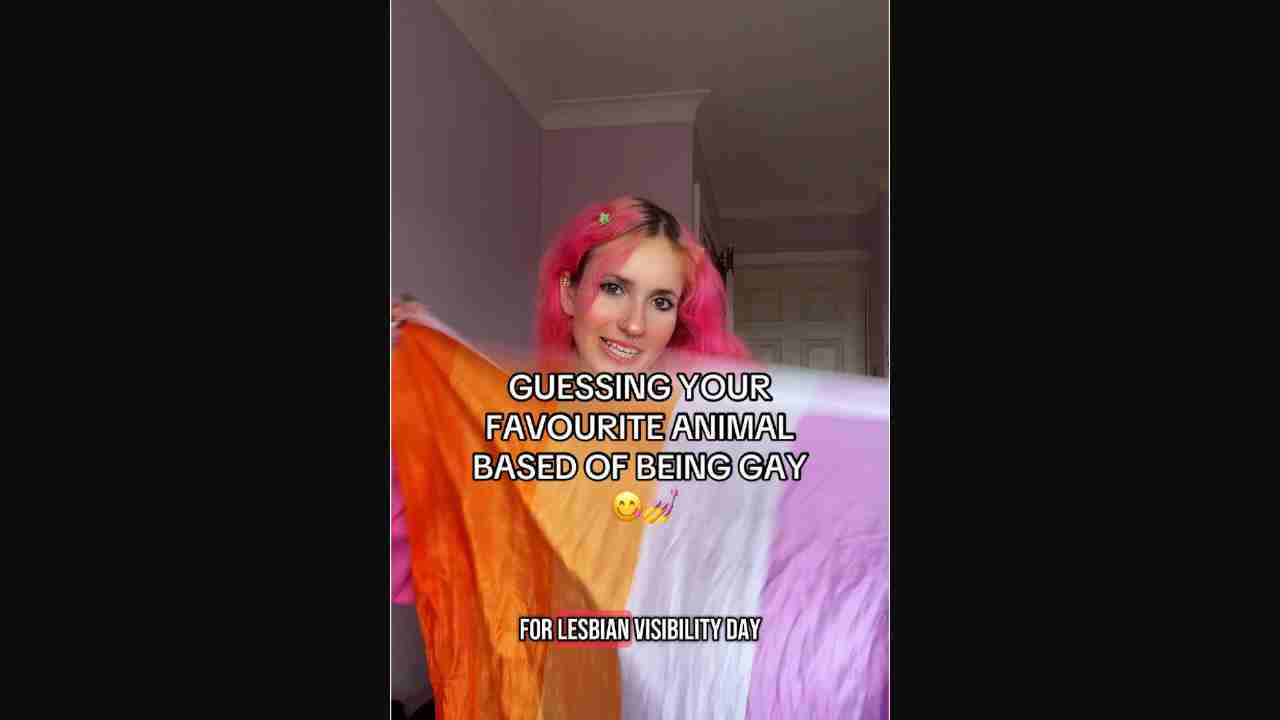 GUESSING YOUR
FAVOURITE ANIMAL
BASED OF BEING GAY
😋💅
FOR LESBIAN VISIBILITY DAY